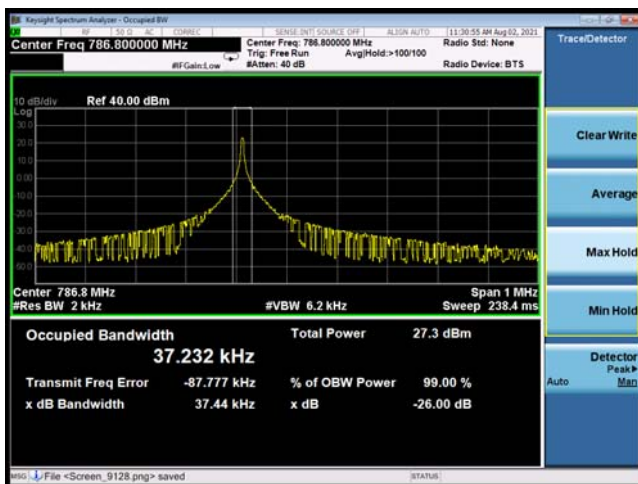 Keysight Spectrum Analyzer - Occupied BW
RF 50 Ω AC CORREC SENSE:INT SOURCE OFF ALIGN AUTO 11:30:55 AM Aug 02, 2021
Center Freq 786.800000 MHz Center Freq: 786.800000 MHz Radio Std: None
Trig: Free Run Avg|Hold:>100/100
#IFGain:Low #Atten: 40 dB Radio Device: BTS
Trace/Detector
10 dB/div Ref 40.00 dBm
Log
30.0
20.0
10.0
0.00
10.0
20.0
30.0
40.0
50.0
Center 786.8 MHz Span 1 MHz
#Res BW 2 kHz #VBW 6.2 kHz Sweep 238.4 ms
Occupied Bandwidth Total Power 27.3 dBm
37.232 kHz
Transmit Freq Error -87.777 kHz % of OBW Power 99.00 %
x dB Bandwidth 37.44 kHz x dB -26.00 dB
Clear Write
Average
Max Hold
Min Hold
Detector
Peak▶
Auto Man
MSG File <Screen_9128.png> saved STATUS